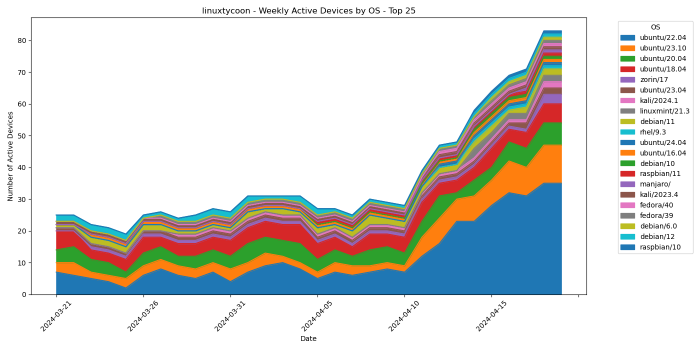 linuxtycoon - Weekly Active Devices by OS - Top 25
Number of Active Devices
80
70
60
50
40
30
20
10
0
2024-03-21
2024-03-26
2024-03-31
2024-04-05
2024-04-10
2024-04-15
Date
OS
ubuntu/22.04
ubuntu/23.10
ubuntu/20.04
ubuntu/18.04
zorin/17
ubuntu/23.04
kali/2024.1
linuxmint/21.3
debian/11
rhel/9.3
ubuntu/24.04
ubuntu/16.04
debian/10
raspbian/11
manjaro/
kali/2023.4
fedora/40
fedora/39
debian/6.0
debian/12
raspbian/10